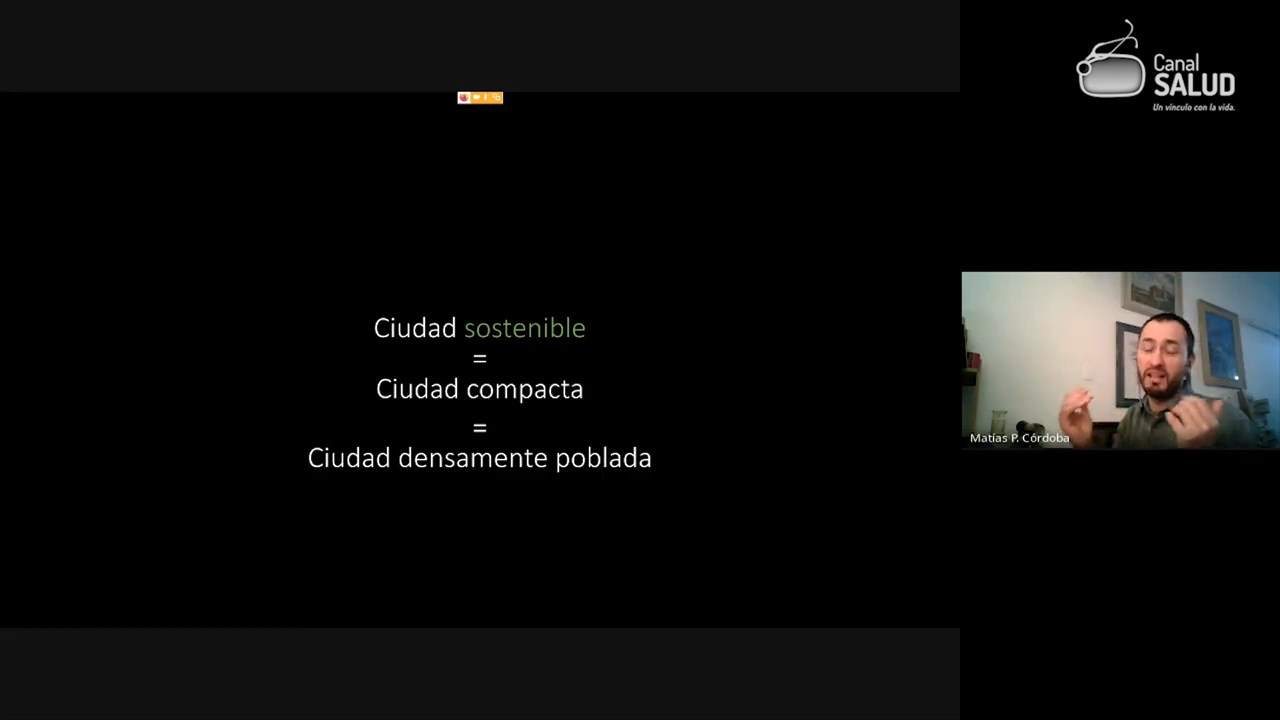 Canal
SALUD
Un vínculo con la vida.
Ciudad sostenible
=
Ciudad compacta
=
Ciudad densamente poblada
Matías P. Córdoba